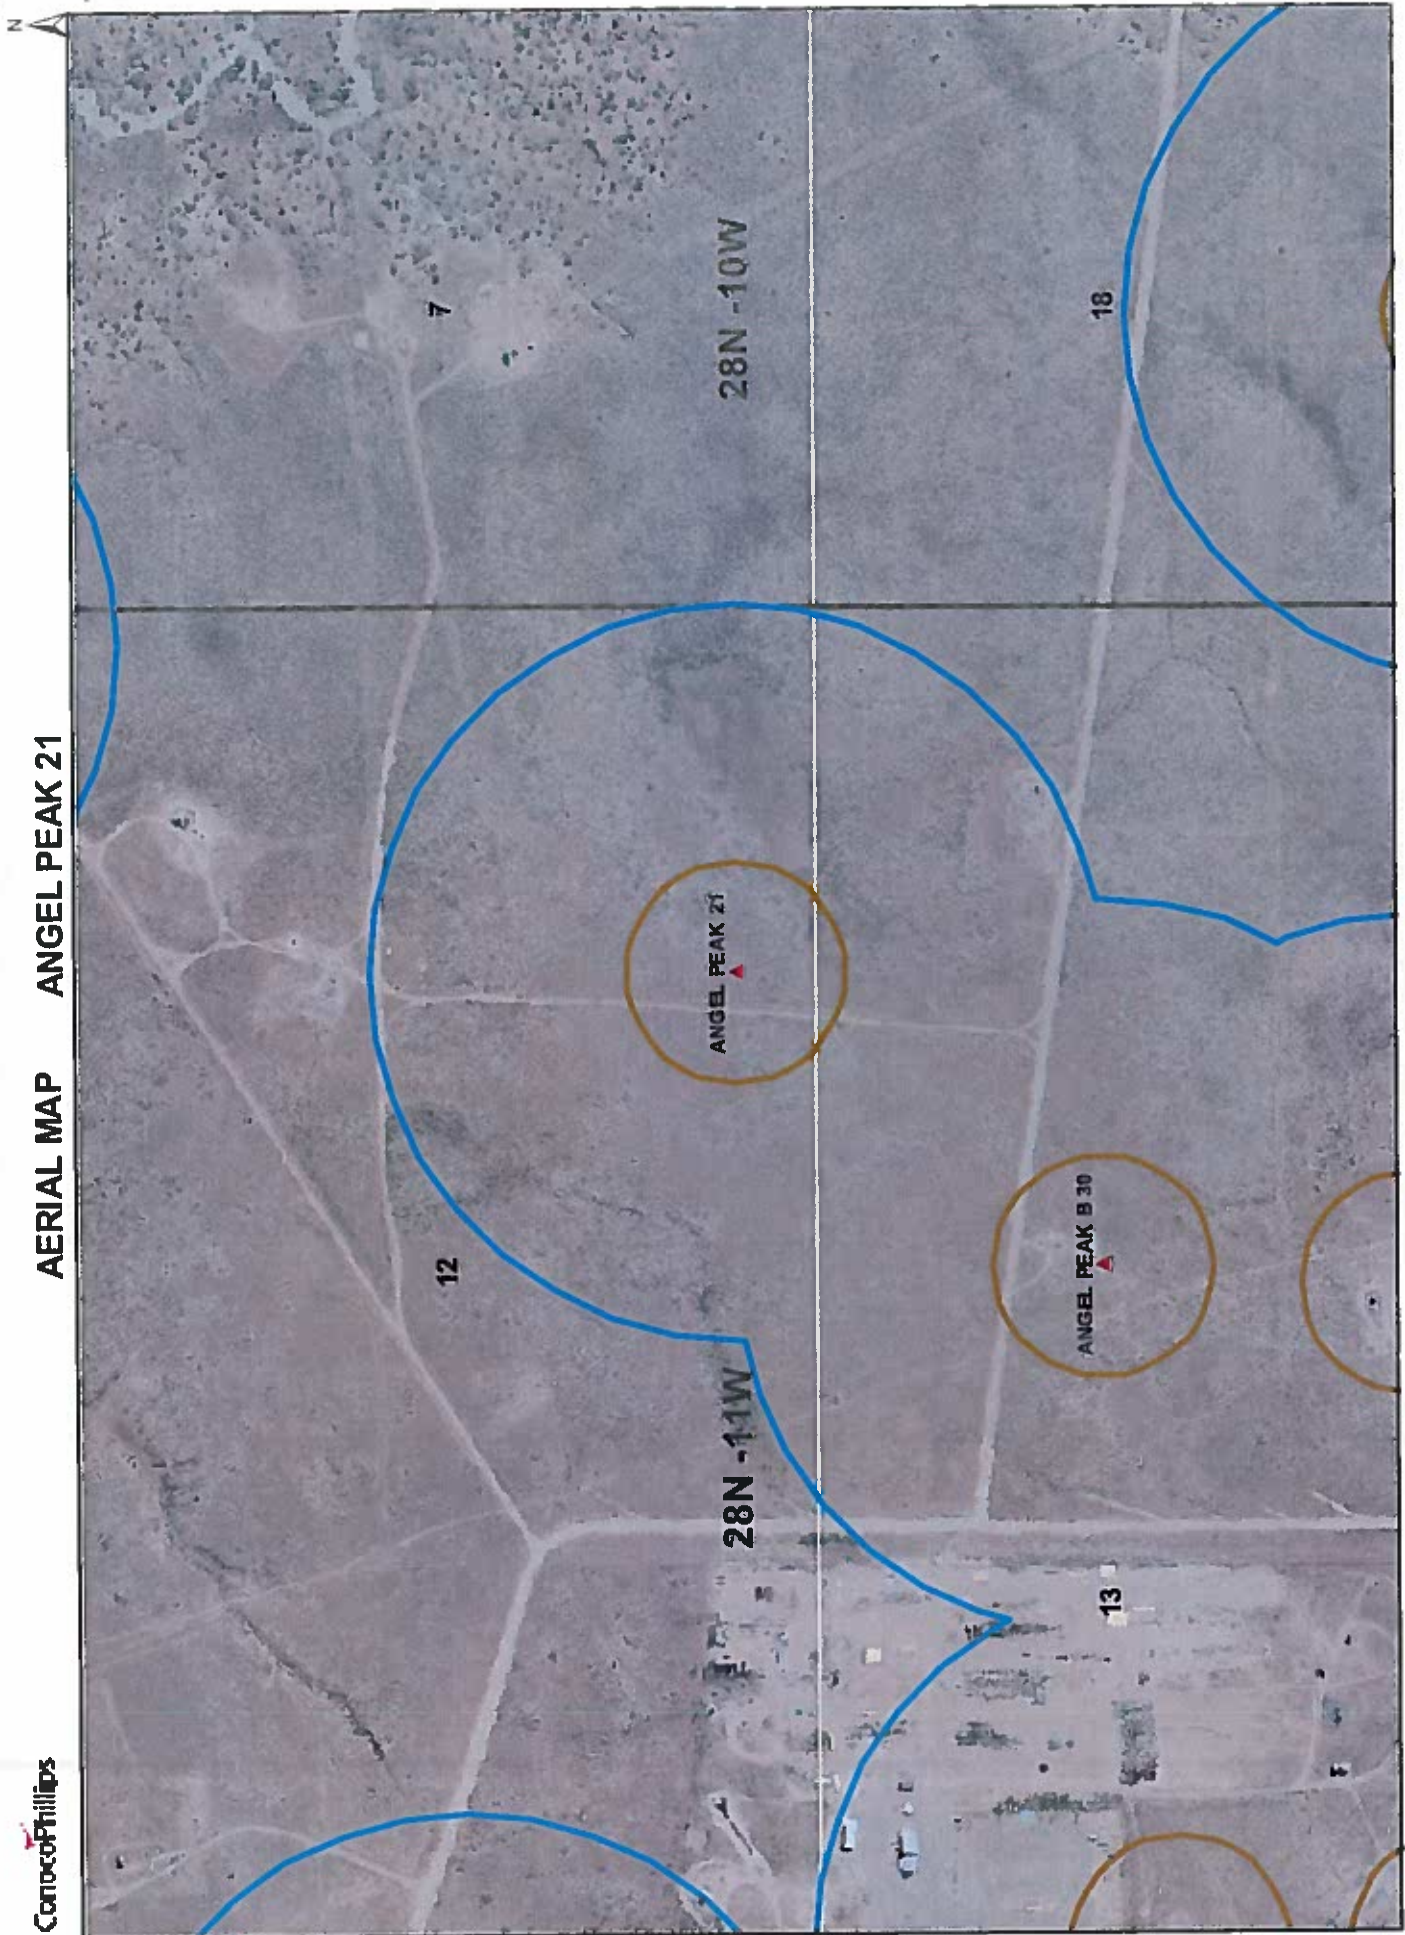 ConocoPhillips
AERIAL MAP ANGEL PEAK 21
N
12
7
28N -11W
28N -10W
ANGEL PEAK 21
ANGEL PEAK B 30
13
18